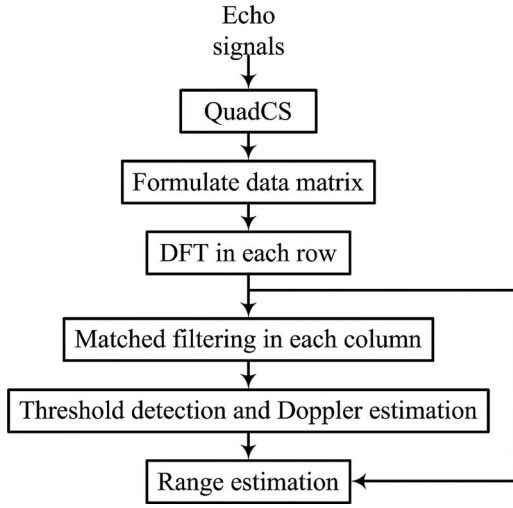 Echo
signals
QuadCS
Formulate data matrix
DFT in each row
Matched filtering in each column
Threshold detection and Doppler estimation
Range estimation